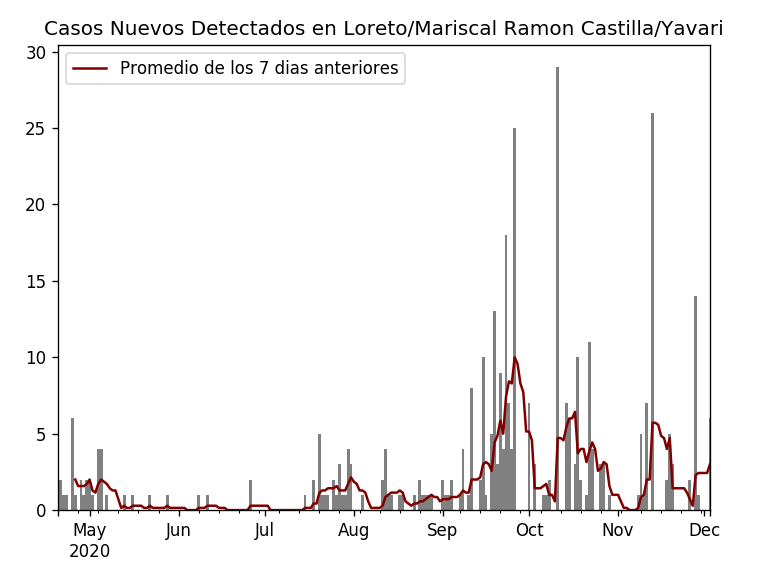 Casos Nuevos Detectados en Loreto/Mariscal Ramon Castilla/Yavari
Promedio de los 7 dias anteriores
30
25
20
15
10
5
0
May Jun Jul Aug Sep Oct Nov Dec
2020